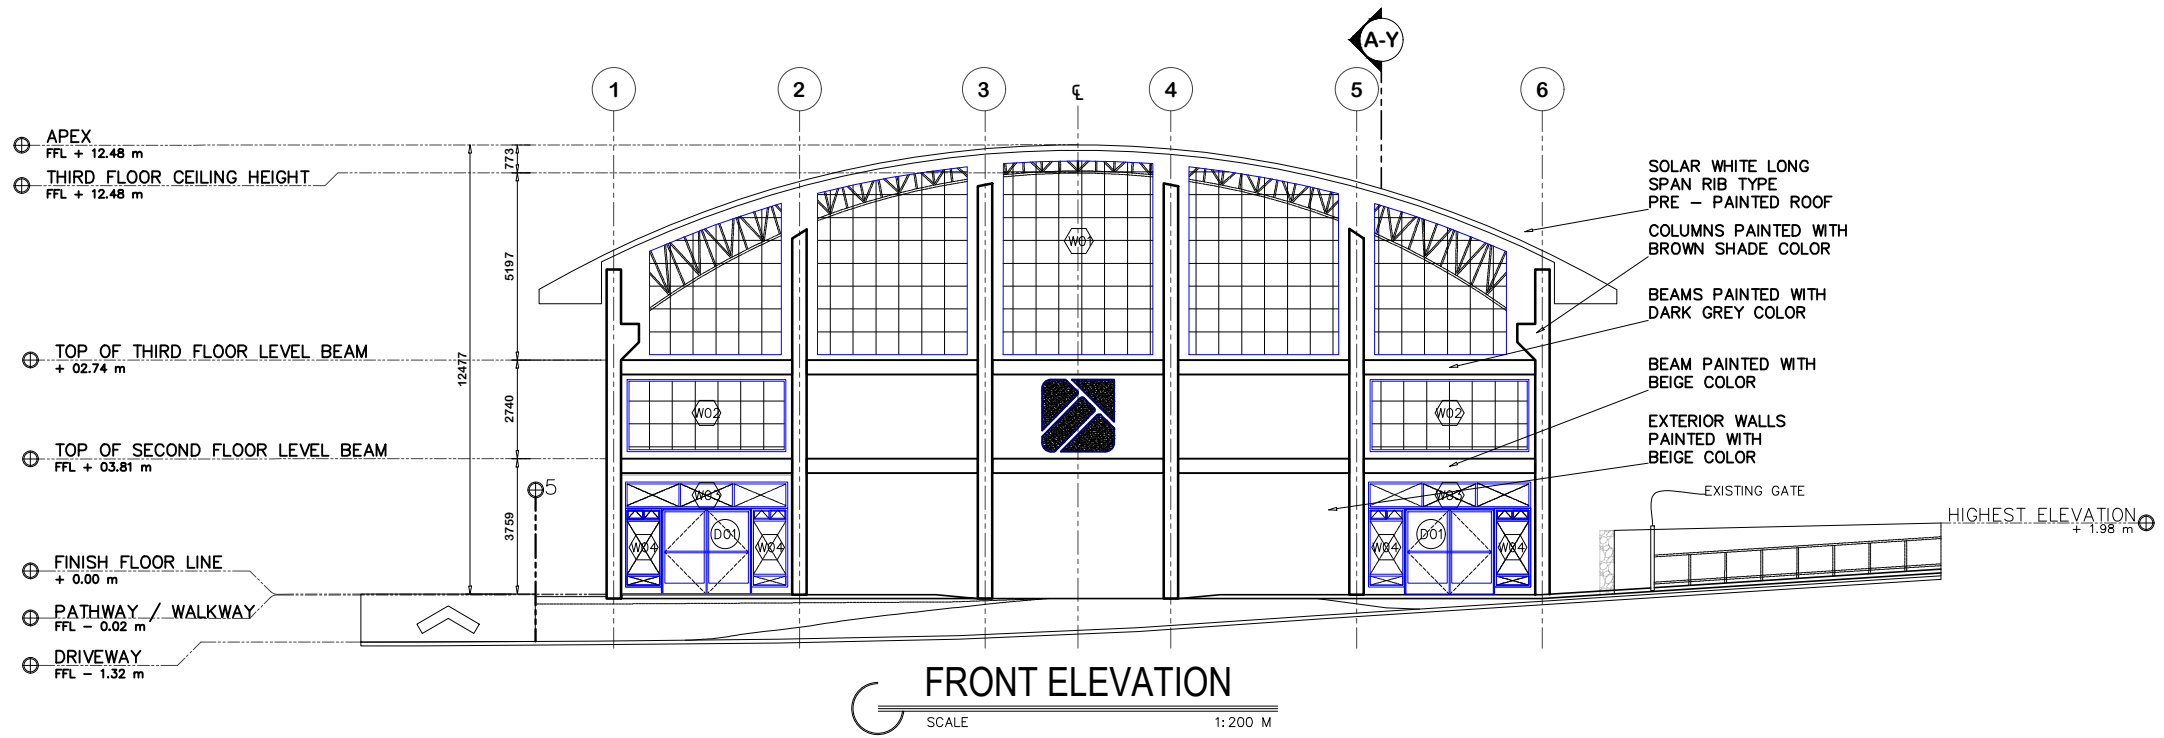 A-Y
1
2
3
℄
4
5
6
APEX
FFL + 12.48 m
THIRD FLOOR CEILING HEIGHT
FFL + 12.48 m
TOP OF THIRD FLOOR LEVEL BEAM
+ 02.74 m
TOP OF SECOND FLOOR LEVEL BEAM
FFL + 03.81 m
FINISH FLOOR LINE
+ 0.00 m
PATHWAY / WALKWAY
FFL - 0.02 m
DRIVEWAY
FFL - 1.32 m
12477
773
5197
2740
3759
5
W01
W02
W02
W03
W04
D01
W04
W03
W04
D01
W04
SOLAR WHITE LONG
SPAN RIB TYPE
PRE - PAINTED ROOF
COLUMNS PAINTED WITH
BROWN SHADE COLOR
BEAMS PAINTED WITH
DARK GREY COLOR
BEAM PAINTED WITH
BEIGE COLOR
EXTERIOR WALLS
PAINTED WITH
BEIGE COLOR
EXISTING GATE
HIGHEST ELEVATION
+ 1.98 m
FRONT ELEVATION
SCALE 1:200 M